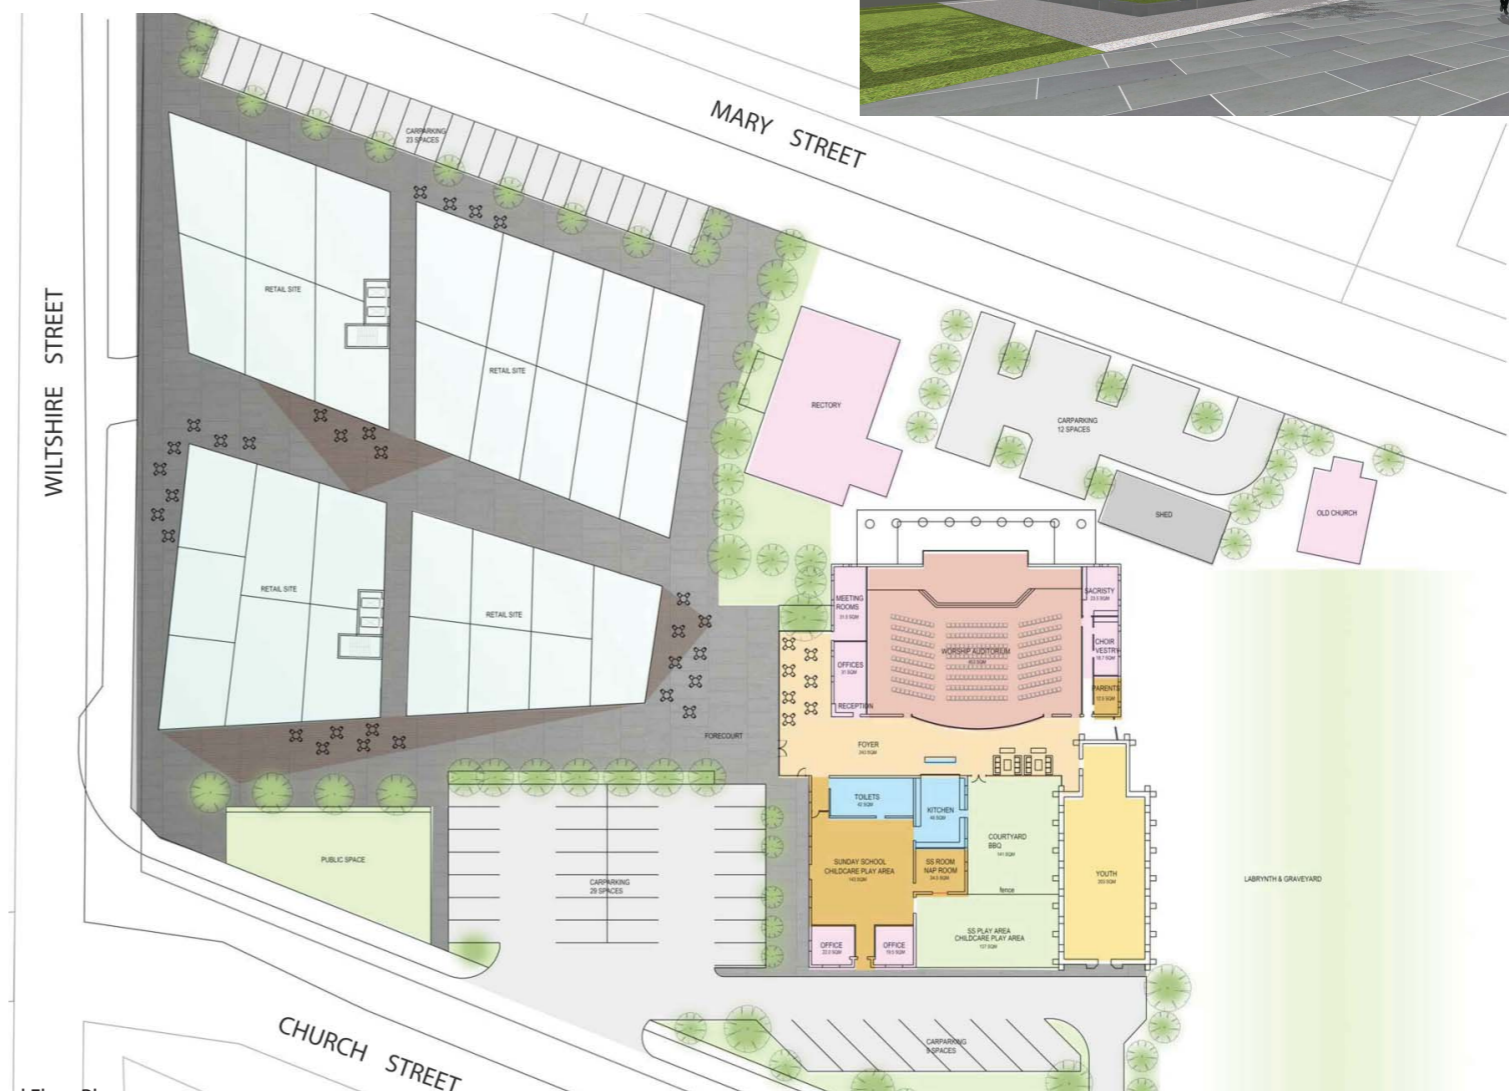 MARY STREET
CARPARKING
23 SPACES
WILTSHIRE STREET
RETAIL SITE
RETAIL SITE
RECTORY
CARPARKING
12 SPACES
SHED
OLD CHURCH
RETAIL SITE
RETAIL SITE
MEETING
ROOMS
SACRISTY
CHOIR
VESTRY
WORSHIP AUDITORIUM
OFFICES
31 SQM
PARENTS
RECEPTION
FORECOURT
FOYER
TOILETS
KITCHEN
COURTYARD
BBQ
PUBLIC SPACE
CARPARKING
SUNDAY SCHOOL
CHILDCARE PLAY AREA
SS ROOM
NAP ROOM
YOUTH
LABRYNTH & GRAVEYARD
fence
SS PLAY AREA
CHILDCARE PLAY AREA
OFFICE
OFFICE
CHURCH STREET
CARPARKING
9 SPACES